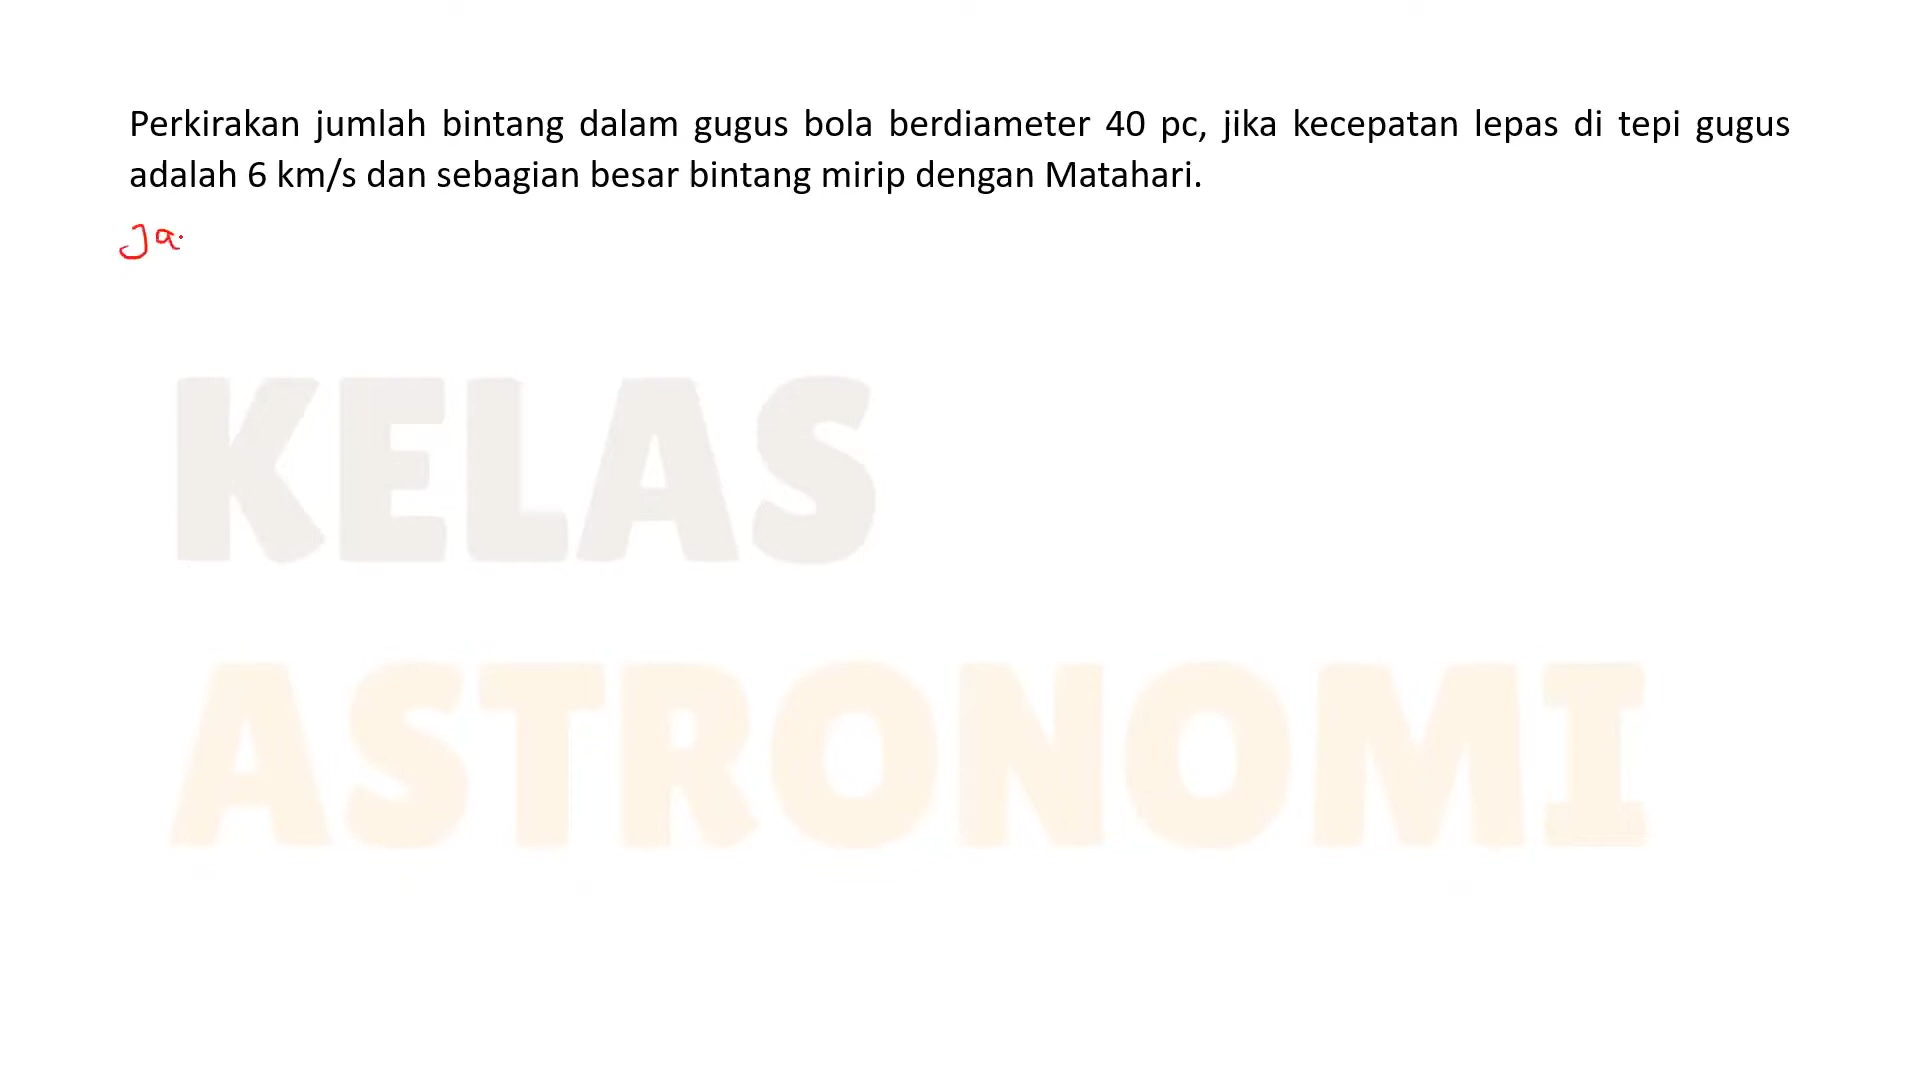 Perkirakan jumlah bintang dalam gugus bola berdiameter 40 pc, jika kecepatan lepas di tepi gugus
adalah 6 km/s dan sebagian besar bintang mirip dengan Matahari.
Ja
KELAS
ASTRONOMI